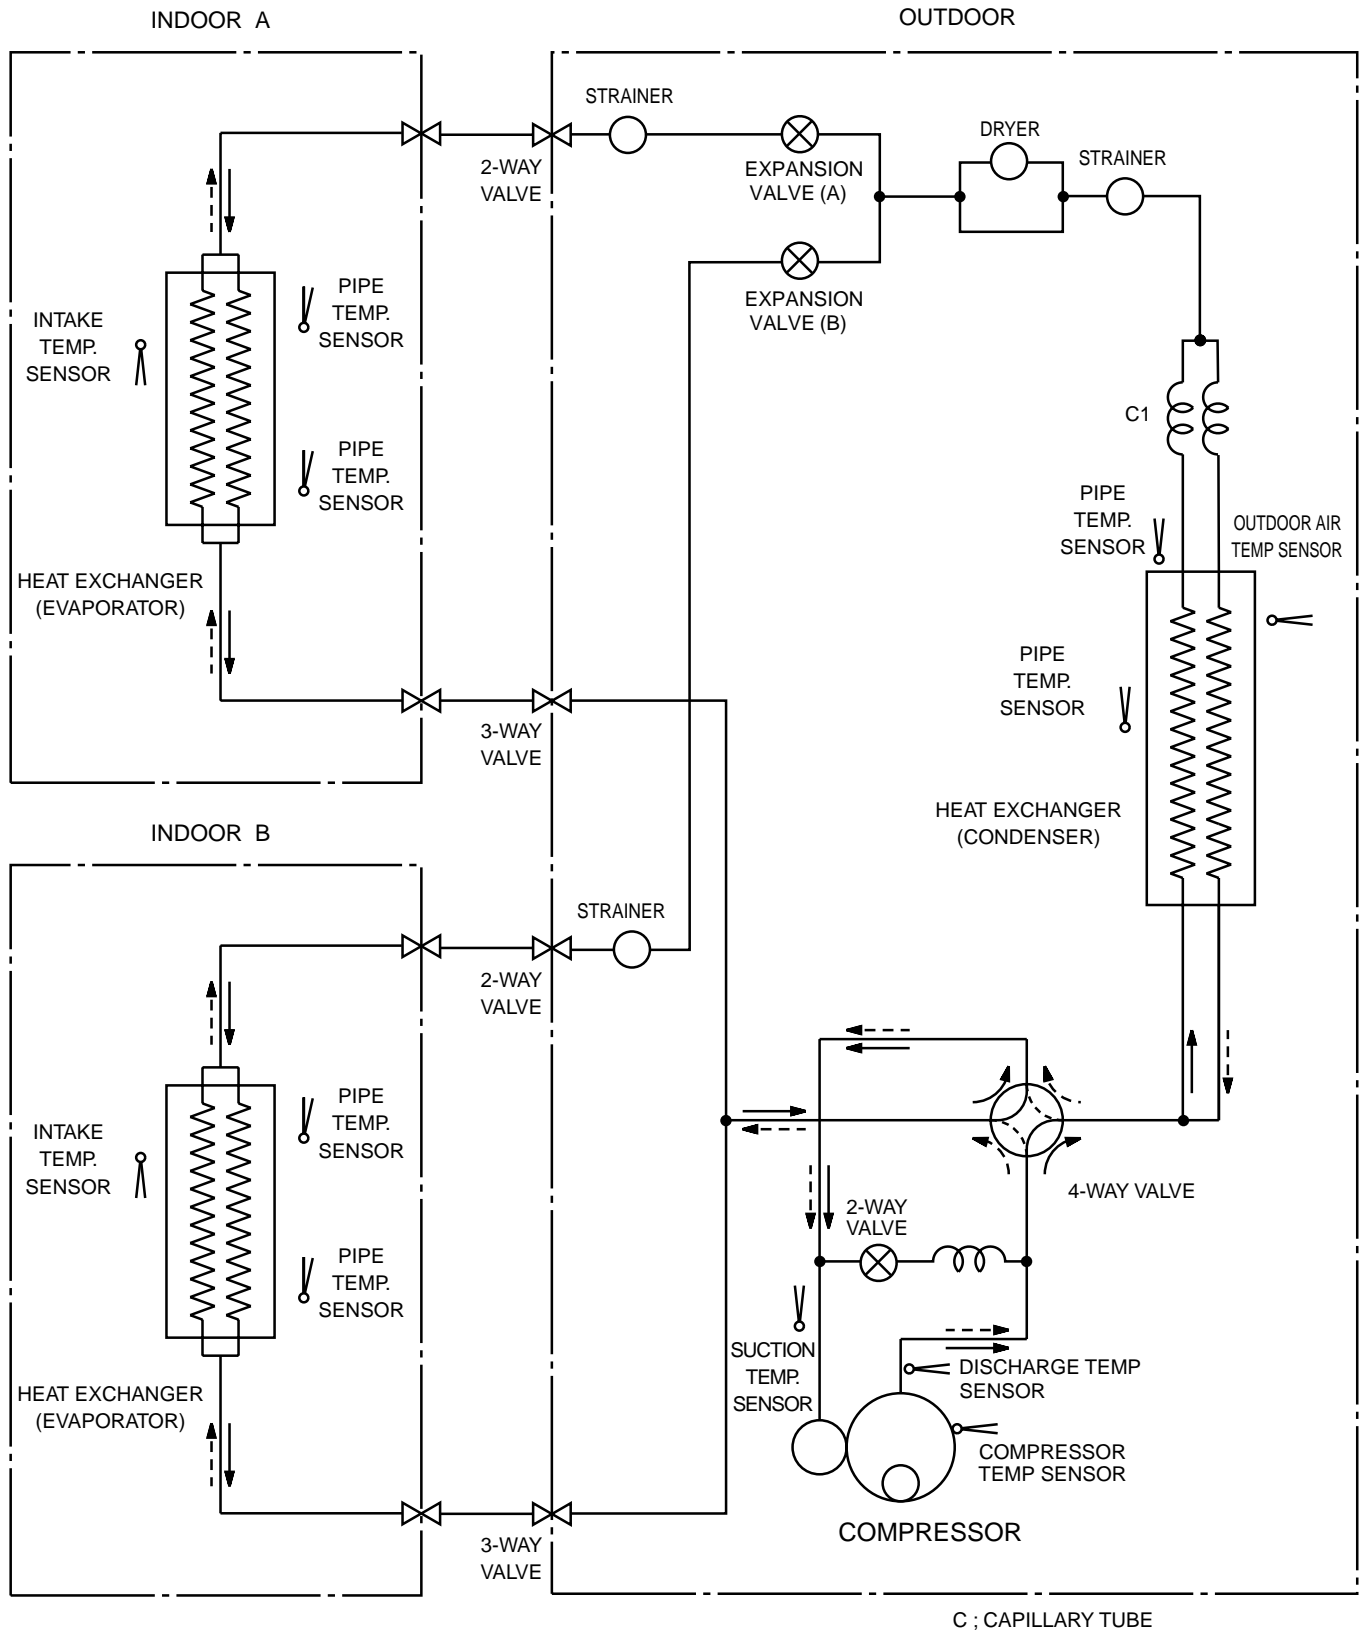 INDOOR A
OUTDOOR
STRAINER
DRYER
STRAINER
2-WAY
VALVE
EXPANSION
VALVE (A)
EXPANSION
VALVE (B)
INTAKE
TEMP.
SENSOR
PIPE
TEMP.
SENSOR
PIPE
TEMP.
SENSOR
C1
PIPE
TEMP.
SENSOR
OUTDOOR AIR
TEMP SENSOR
HEAT EXCHANGER
(EVAPORATOR)
PIPE
TEMP.
SENSOR
3-WAY
VALVE
HEAT EXCHANGER
(CONDENSER)
INDOOR B
STRAINER
2-WAY
VALVE
INTAKE
TEMP.
SENSOR
PIPE
TEMP.
SENSOR
PIPE
TEMP.
SENSOR
4-WAY VALVE
2-WAY
VALVE
SUCTION
TEMP.
SENSOR
DISCHARGE TEMP
SENSOR
HEAT EXCHANGER
(EVAPORATOR)
COMPRESSOR
TEMP SENSOR
COMPRESSOR
3-WAY
VALVE
C ; CAPILLARY TUBE